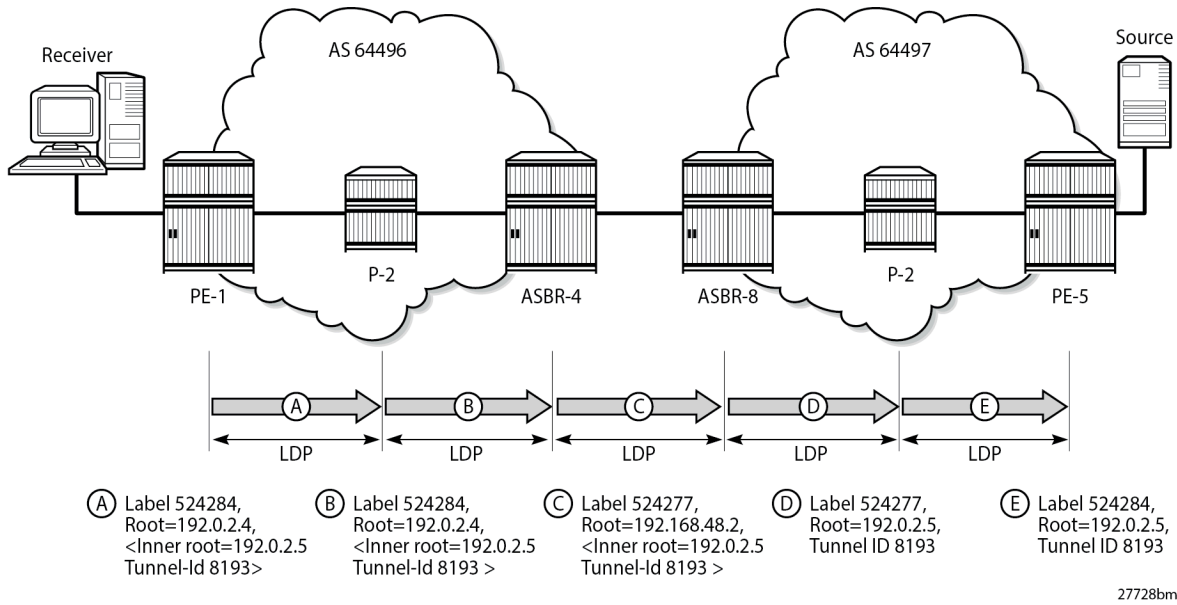 AS 64496
AS 64497
Receiver
Source
PE-1
P-2
ASBR-4
ASBR-8
P-2
PE-5
A
B
C
D
E
LDP
LDP
LDP
LDP
LDP
A Label 524284,
Root=192.0.2.4,
<Inner root=192.0.2.5
Tunnel-Id 8193>
B Label 524284,
Root=192.0.2.4,
<Inner root=192.0.2.5
Tunnel-Id 8193 >
C Label 524277,
Root=192.168.48.2,
<Inner root=192.0.2.5
Tunnel-Id 8193 >
D Label 524277,
Root=192.0.2.5,
Tunnel ID 8193
E Label 524284,
Root=192.0.2.5,
Tunnel ID 8193
27728bm